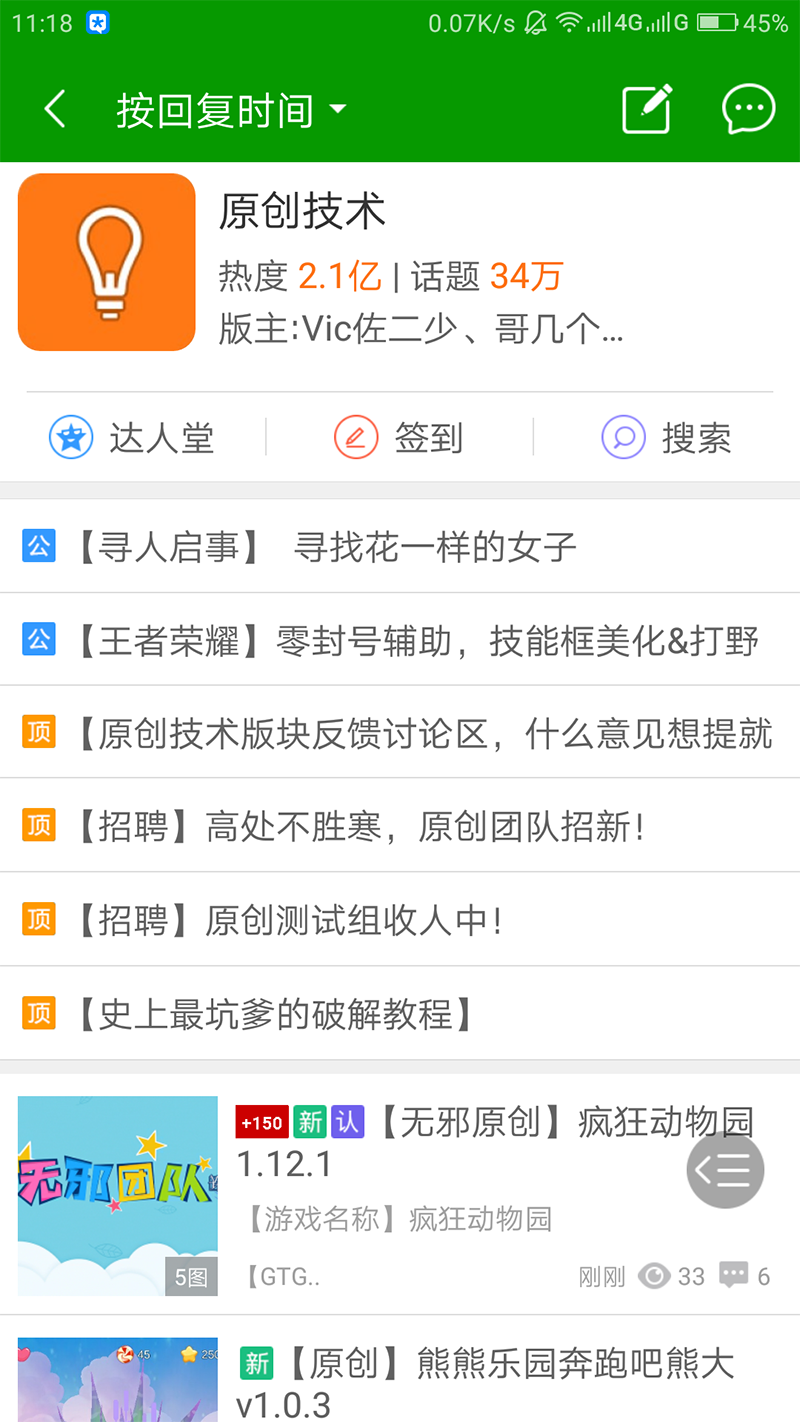 11:18 0.07K/s 4G G 45%
按回复时间
原创技术
热度 2.1亿 | 话题 34万
版主:Vic佐二少、哥几个...
达人堂 签到 搜索
公 【寻人启事】 寻找花一样的女子
公 【王者荣耀】零封号辅助，技能框美化&打野
顶 【原创技术版块反馈讨论区，什么意见想提就
顶 【招聘】高处不胜寒，原创团队招新！
顶 【招聘】原创测试组收人中！
顶 【史上最坑爹的破解教程】
+150 新 认 【无邪原创】疯狂动物园
1.12.1
无邪团队
【游戏名称】疯狂动物园
5图
【GTG.. 刚刚 33 6
45 250
新 【原创】熊熊乐园奔跑吧熊大
v1.0.3